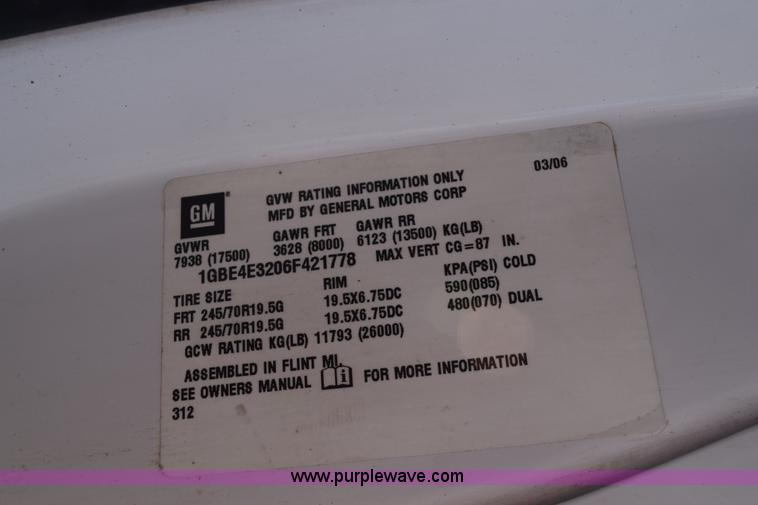 GM
GVW RATING INFORMATION ONLY 03/06
MFD BY GENERAL MOTORS CORP
GVWR GAWR FRT GAWR RR
7938 (17500) 3628 (8000) 6123 (13500) KG(LB)
1GBE4E3206F421778 MAX VERT CG=87 IN.
TIRE SIZE RIM KPA(PSI) COLD
FRT 245/70R19.5G 19.5X6.75DC 590(085)
RR 245/70R19.5G 19.5X6.75DC 480(070) DUAL
GCW RATING KG(LB) 11793 (26000)
ASSEMBLED IN FLINT MI.
SEE OWNERS MANUAL i FOR MORE INFORMATION
312
www.purplewave.com